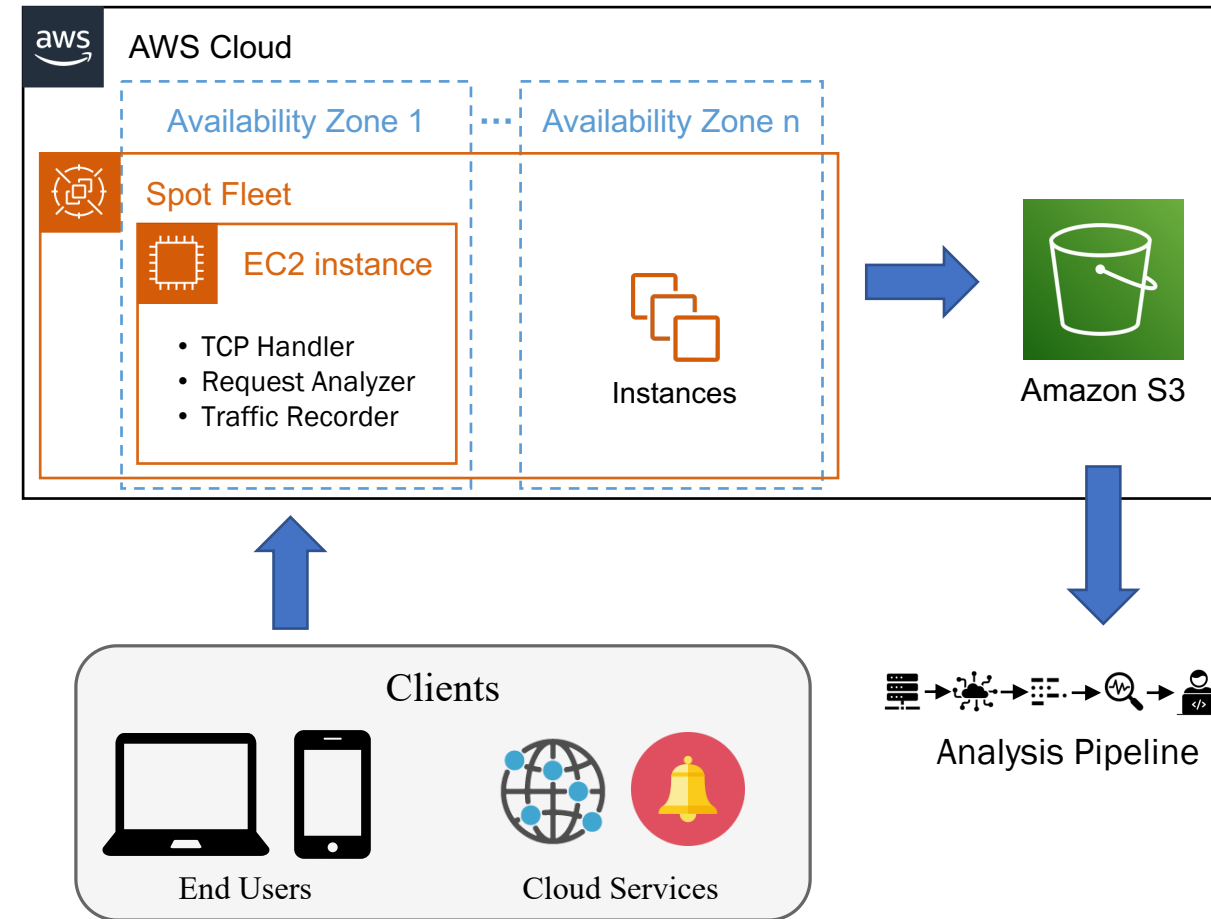 aws
AWS Cloud
Availability Zone 1
...
Availability Zone n
Spot Fleet
EC2 instance
• TCP Handler
• Request Analyzer
• Traffic Recorder
Instances
Amazon S3
Clients
End Users
Cloud Services
</>
Analysis Pipeline